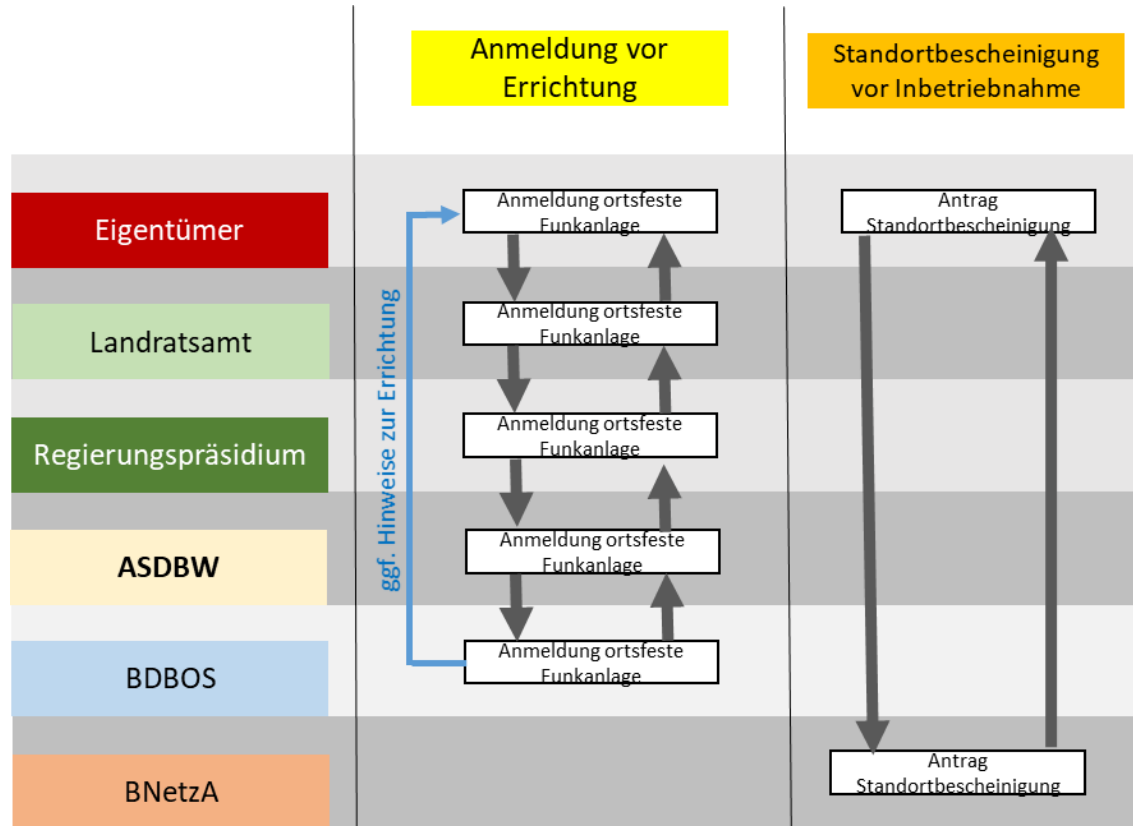 Anmeldung vor
Errichtung
Standortbescheinigung
vor Inbetriebnahme
Eigentümer
Anmeldung ortsfeste
Funkanlage
Antrag
Standortbescheinigung
Landratsamt
Anmeldung ortsfeste
Funkanlage
ggf. Hinweise zur Errichtung
Regierungspräsidium
Anmeldung ortsfeste
Funkanlage
ASDBW
Anmeldung ortsfeste
Funkanlage
BDBOS
Anmeldung ortsfeste
Funkanlage
BNetzA
Antrag
Standortbescheinigung